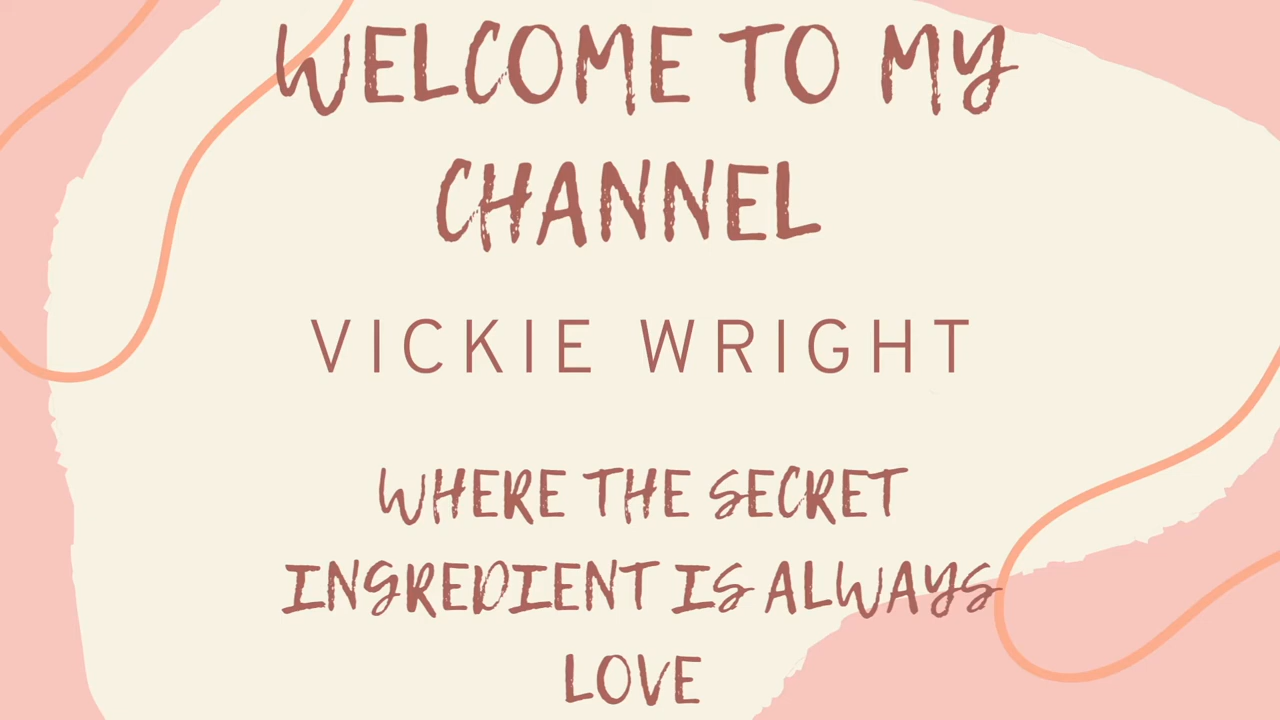 WELCOME TO MY
CHANNEL
VICKIE WRIGHT
WHERE THE SECRET
INGREDIENT IS ALWAYS
LOVE